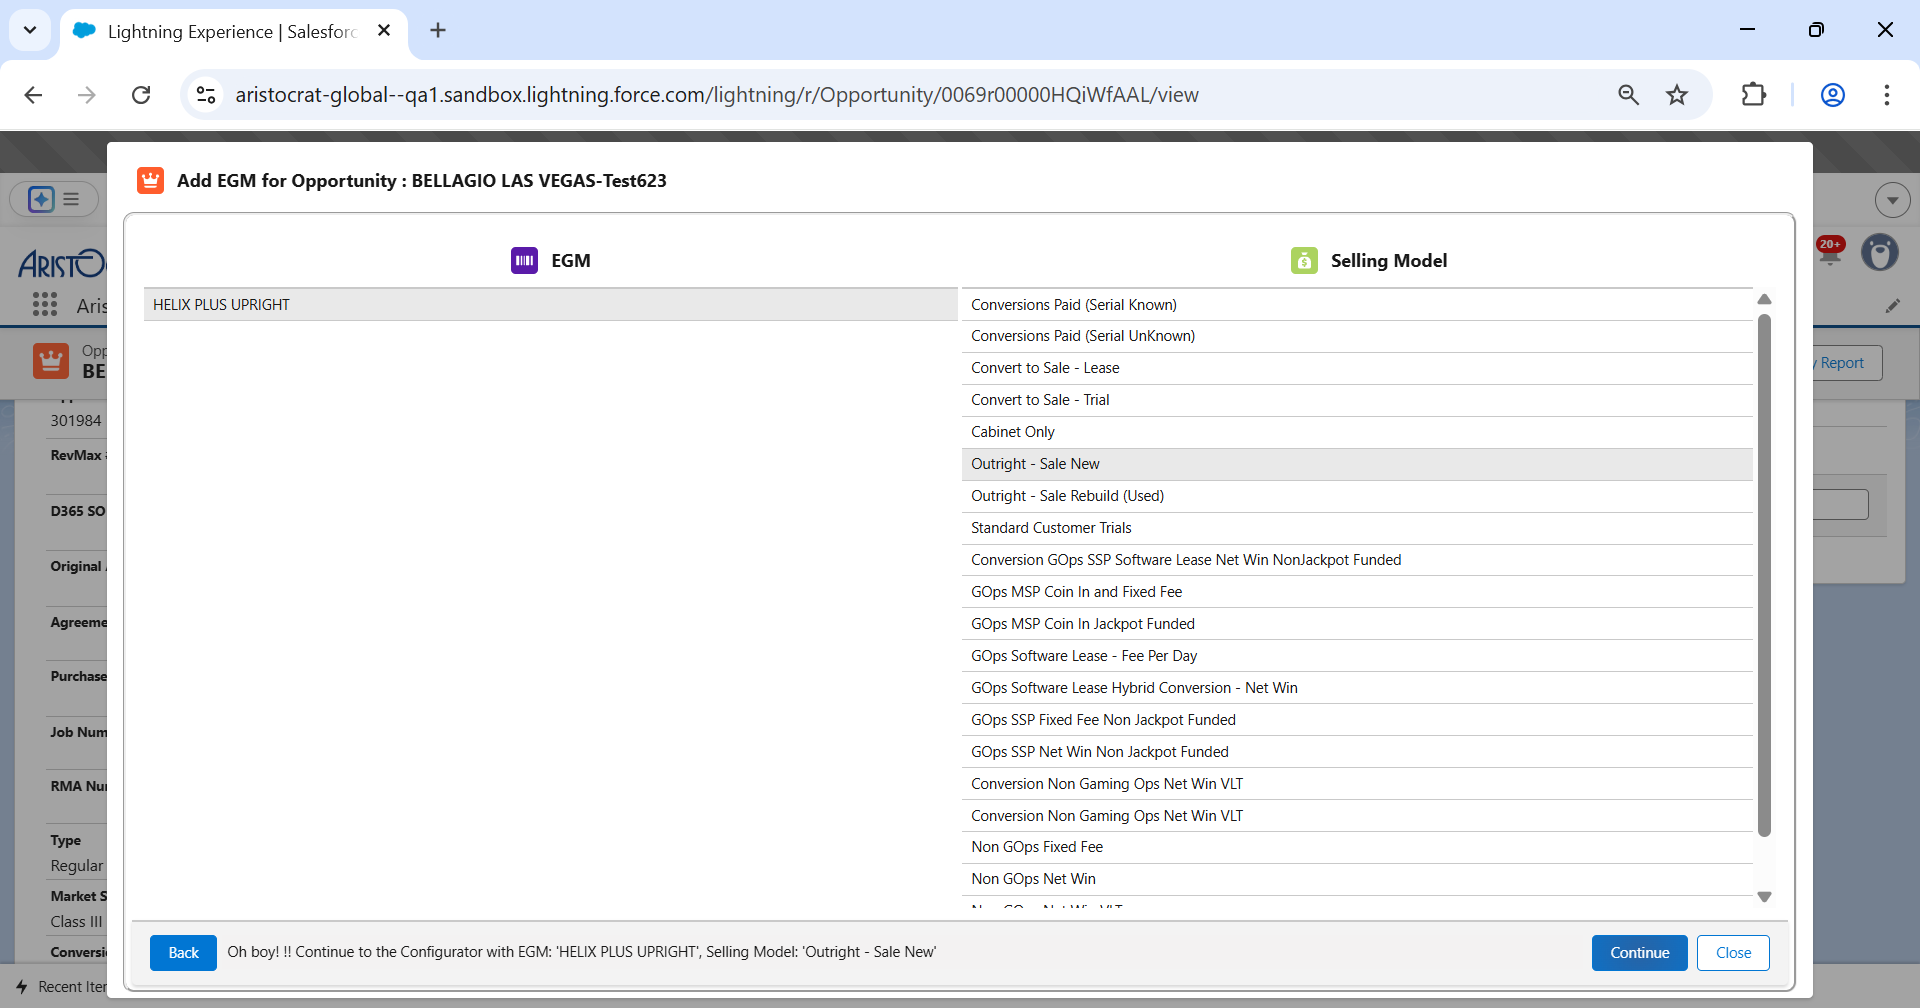 Lightning Experience | Salesforc
aristocrat-global--qa1.sandbox.lightning.force.com/lightning/r/Opportunity/0069r00000HQiWfAAL/view
Add EGM for Opportunity : BELLAGIO LAS VEGAS-Test623
EGM
Selling Model
HELIX PLUS UPRIGHT
Conversions Paid (Serial Known)
Conversions Paid (Serial UnKnown)
Convert to Sale - Lease
Convert to Sale - Trial
Cabinet Only
Outright - Sale New
Outright - Sale Rebuild (Used)
Standard Customer Trials
Conversion GOps SSP Software Lease Net Win NonJackpot Funded
GOps MSP Coin In and Fixed Fee
GOps MSP Coin In Jackpot Funded
GOps Software Lease - Fee Per Day
GOps Software Lease Hybrid Conversion - Net Win
GOps SSP Fixed Fee Non Jackpot Funded
GOps SSP Net Win Non Jackpot Funded
Conversion Non Gaming Ops Net Win VLT
Conversion Non Gaming Ops Net Win VLT
Non GOps Fixed Fee
Non GOps Net Win
Back
Oh boy! !! Continue to the Configurator with EGM: 'HELIX PLUS UPRIGHT', Selling Model: 'Outright - Sale New'
Continue
Close
ARISTO
Aris
20+
Opp
BE
y Report
301984
RevMax
D365 SO
Original
Agreeme
Purchase
Job Num
RMA Nu
Type
Regular
Market S
Class III
Conversi
Recent Iter